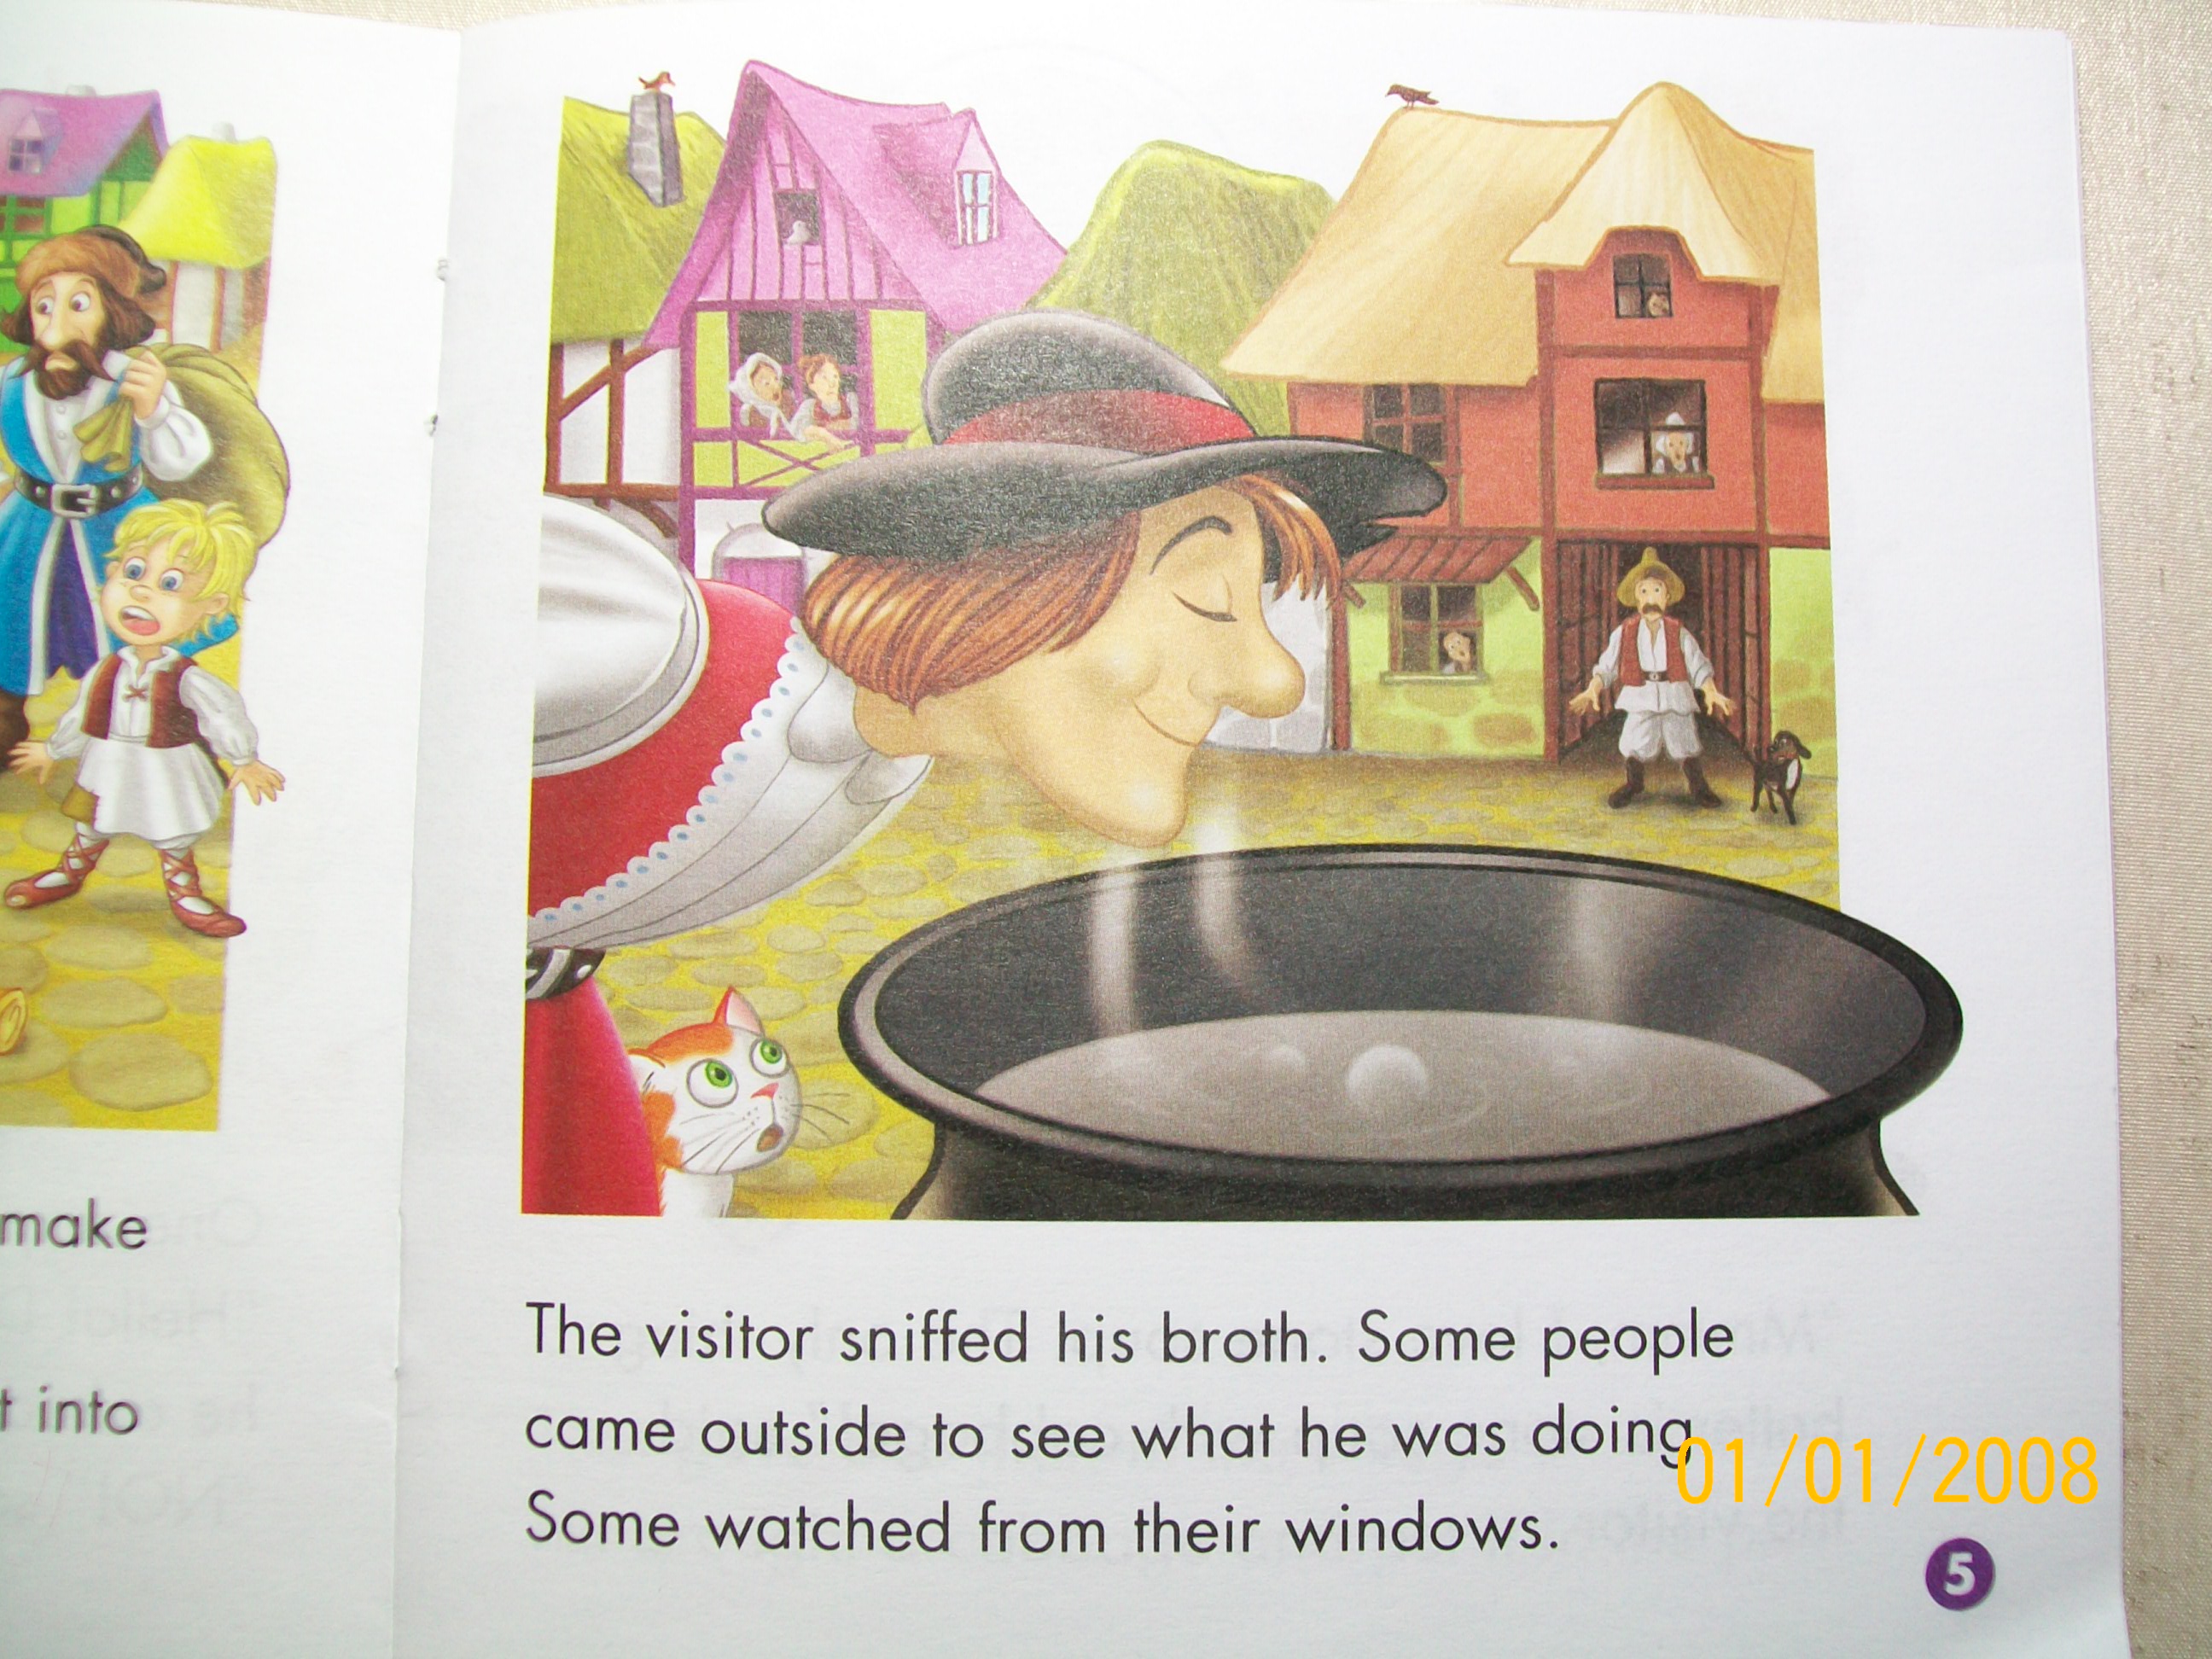 make
t into
The visitor sniffed his broth. Some people
came outside to see what he was doing
Some watched from their windows.
01/01/2008
5